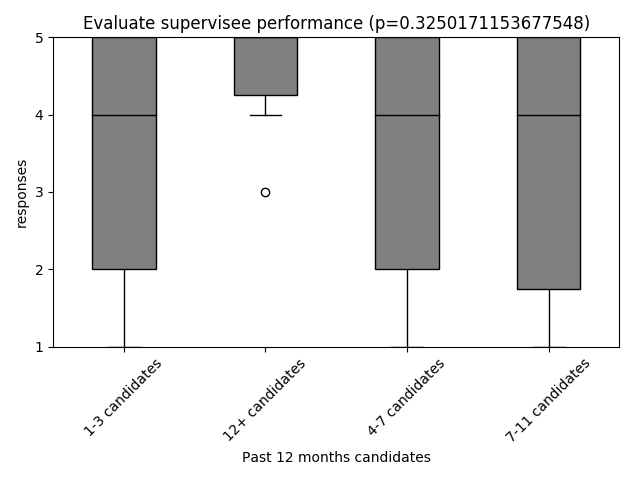 Evaluate supervisee performance (p=0.3250171153677548)
5
4
3
2
1
responses
1-3 candidates
12+ candidates
4-7 candidates
7-11 candidates
Past 12 months candidates